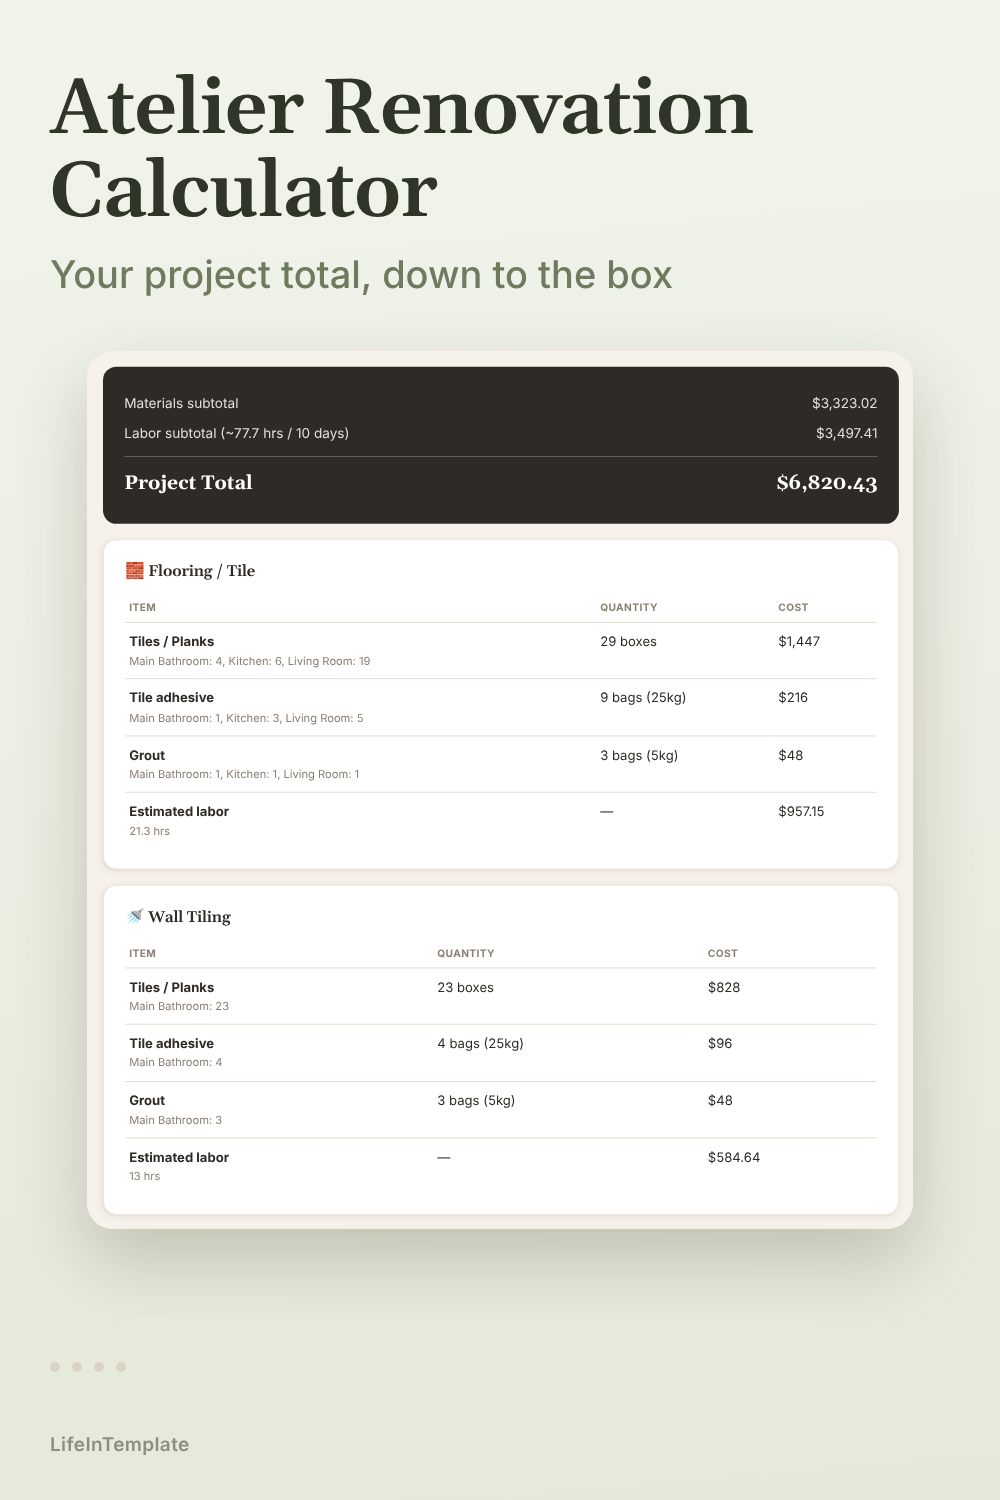 Atelier Renovation
Calculator
Your project total, down to the box
Materials subtotal $3,323.02
Labor subtotal (~77.7 hrs / 10 days) $3,497.41
Project Total $6,820.43
Flooring / Tile
ITEM QUANTITY COST
Tiles / Planks 29 boxes $1,447
Main Bathroom: 4, Kitchen: 6, Living Room: 19
Tile adhesive 9 bags (25kg) $216
Main Bathroom: 1, Kitchen: 3, Living Room: 5
Grout 3 bags (5kg) $48
Main Bathroom: 1, Kitchen: 1, Living Room: 1
Estimated labor — $957.15
21.3 hrs
Wall Tiling
ITEM QUANTITY COST
Tiles / Planks 23 boxes $828
Main Bathroom: 23
Tile adhesive 4 bags (25kg) $96
Main Bathroom: 4
Grout 3 bags (5kg) $48
Main Bathroom: 3
Estimated labor — $584.64
13 hrs
LifeInTemplate